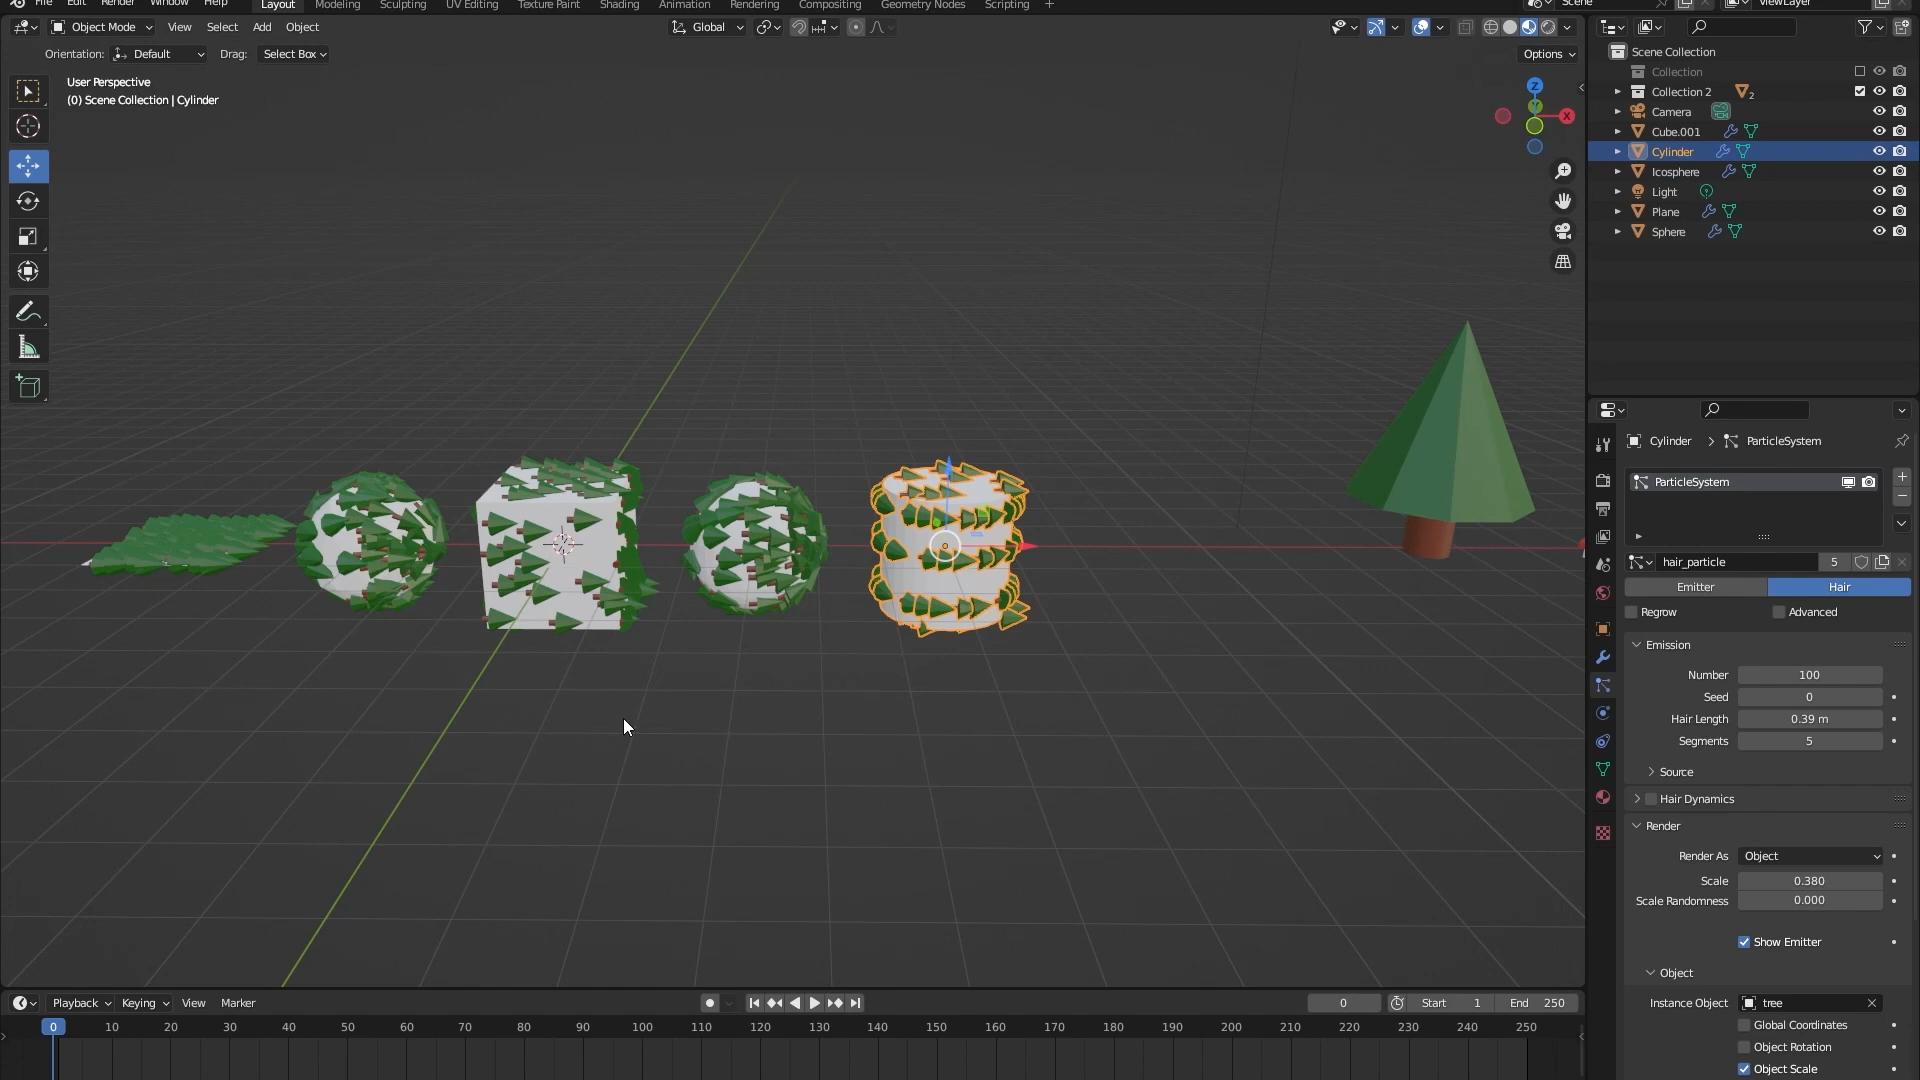 File Edit Render Window Help Layout Modeling Sculpting UV Editing Texture Paint Shading Animation Rendering Compositing Geometry Nodes Scripting + Scene ViewLayer
Object Mode View Select Add Object Global
Orientation: Default Drag: Select Box Options
User Perspective
(0) Scene Collection | Cylinder
Z
Y
X
Scene Collection
Collection
Collection 2 2
Camera
Cube.001
Cylinder
Icosphere
Light
Plane
Sphere
Cylinder > ParticleSystem
ParticleSystem
hair_particle 5
Emitter Hair
Regrow Advanced
Emission
Number 100
Seed 0
Hair Length 0.39 m
Segments 5
Source
Hair Dynamics
Render
Render As Object
Scale 0.380
Scale Randomness 0.000
Show Emitter
Object
Instance Object tree
Global Coordinates
Object Rotation
Object Scale
Playback Keying View Marker 0 Start 1 End 250
0 10 20 30 40 50 60 70 80 90 100 110 120 130 140 150 160 170 180 190 200 210 220 230 240 250